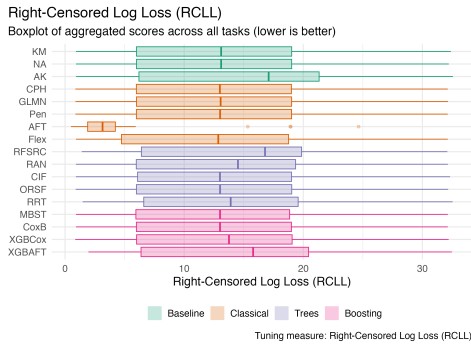 Right-Censored Log Loss (RCLL)
Boxplot of aggregated scores across all tasks (lower is better)
KM
NA
AK
CPH
GLMN
Pen
AFT
Flex
RFSRC
RAN
CIF
ORSF
RRT
MBST
CoxB
XGBCox
XGBAFT
0 10 20 30
Right-Censored Log Loss (RCLL)
Baseline Classical Trees Boosting
Tuning measure: Right-Censored Log Loss (RCLL)